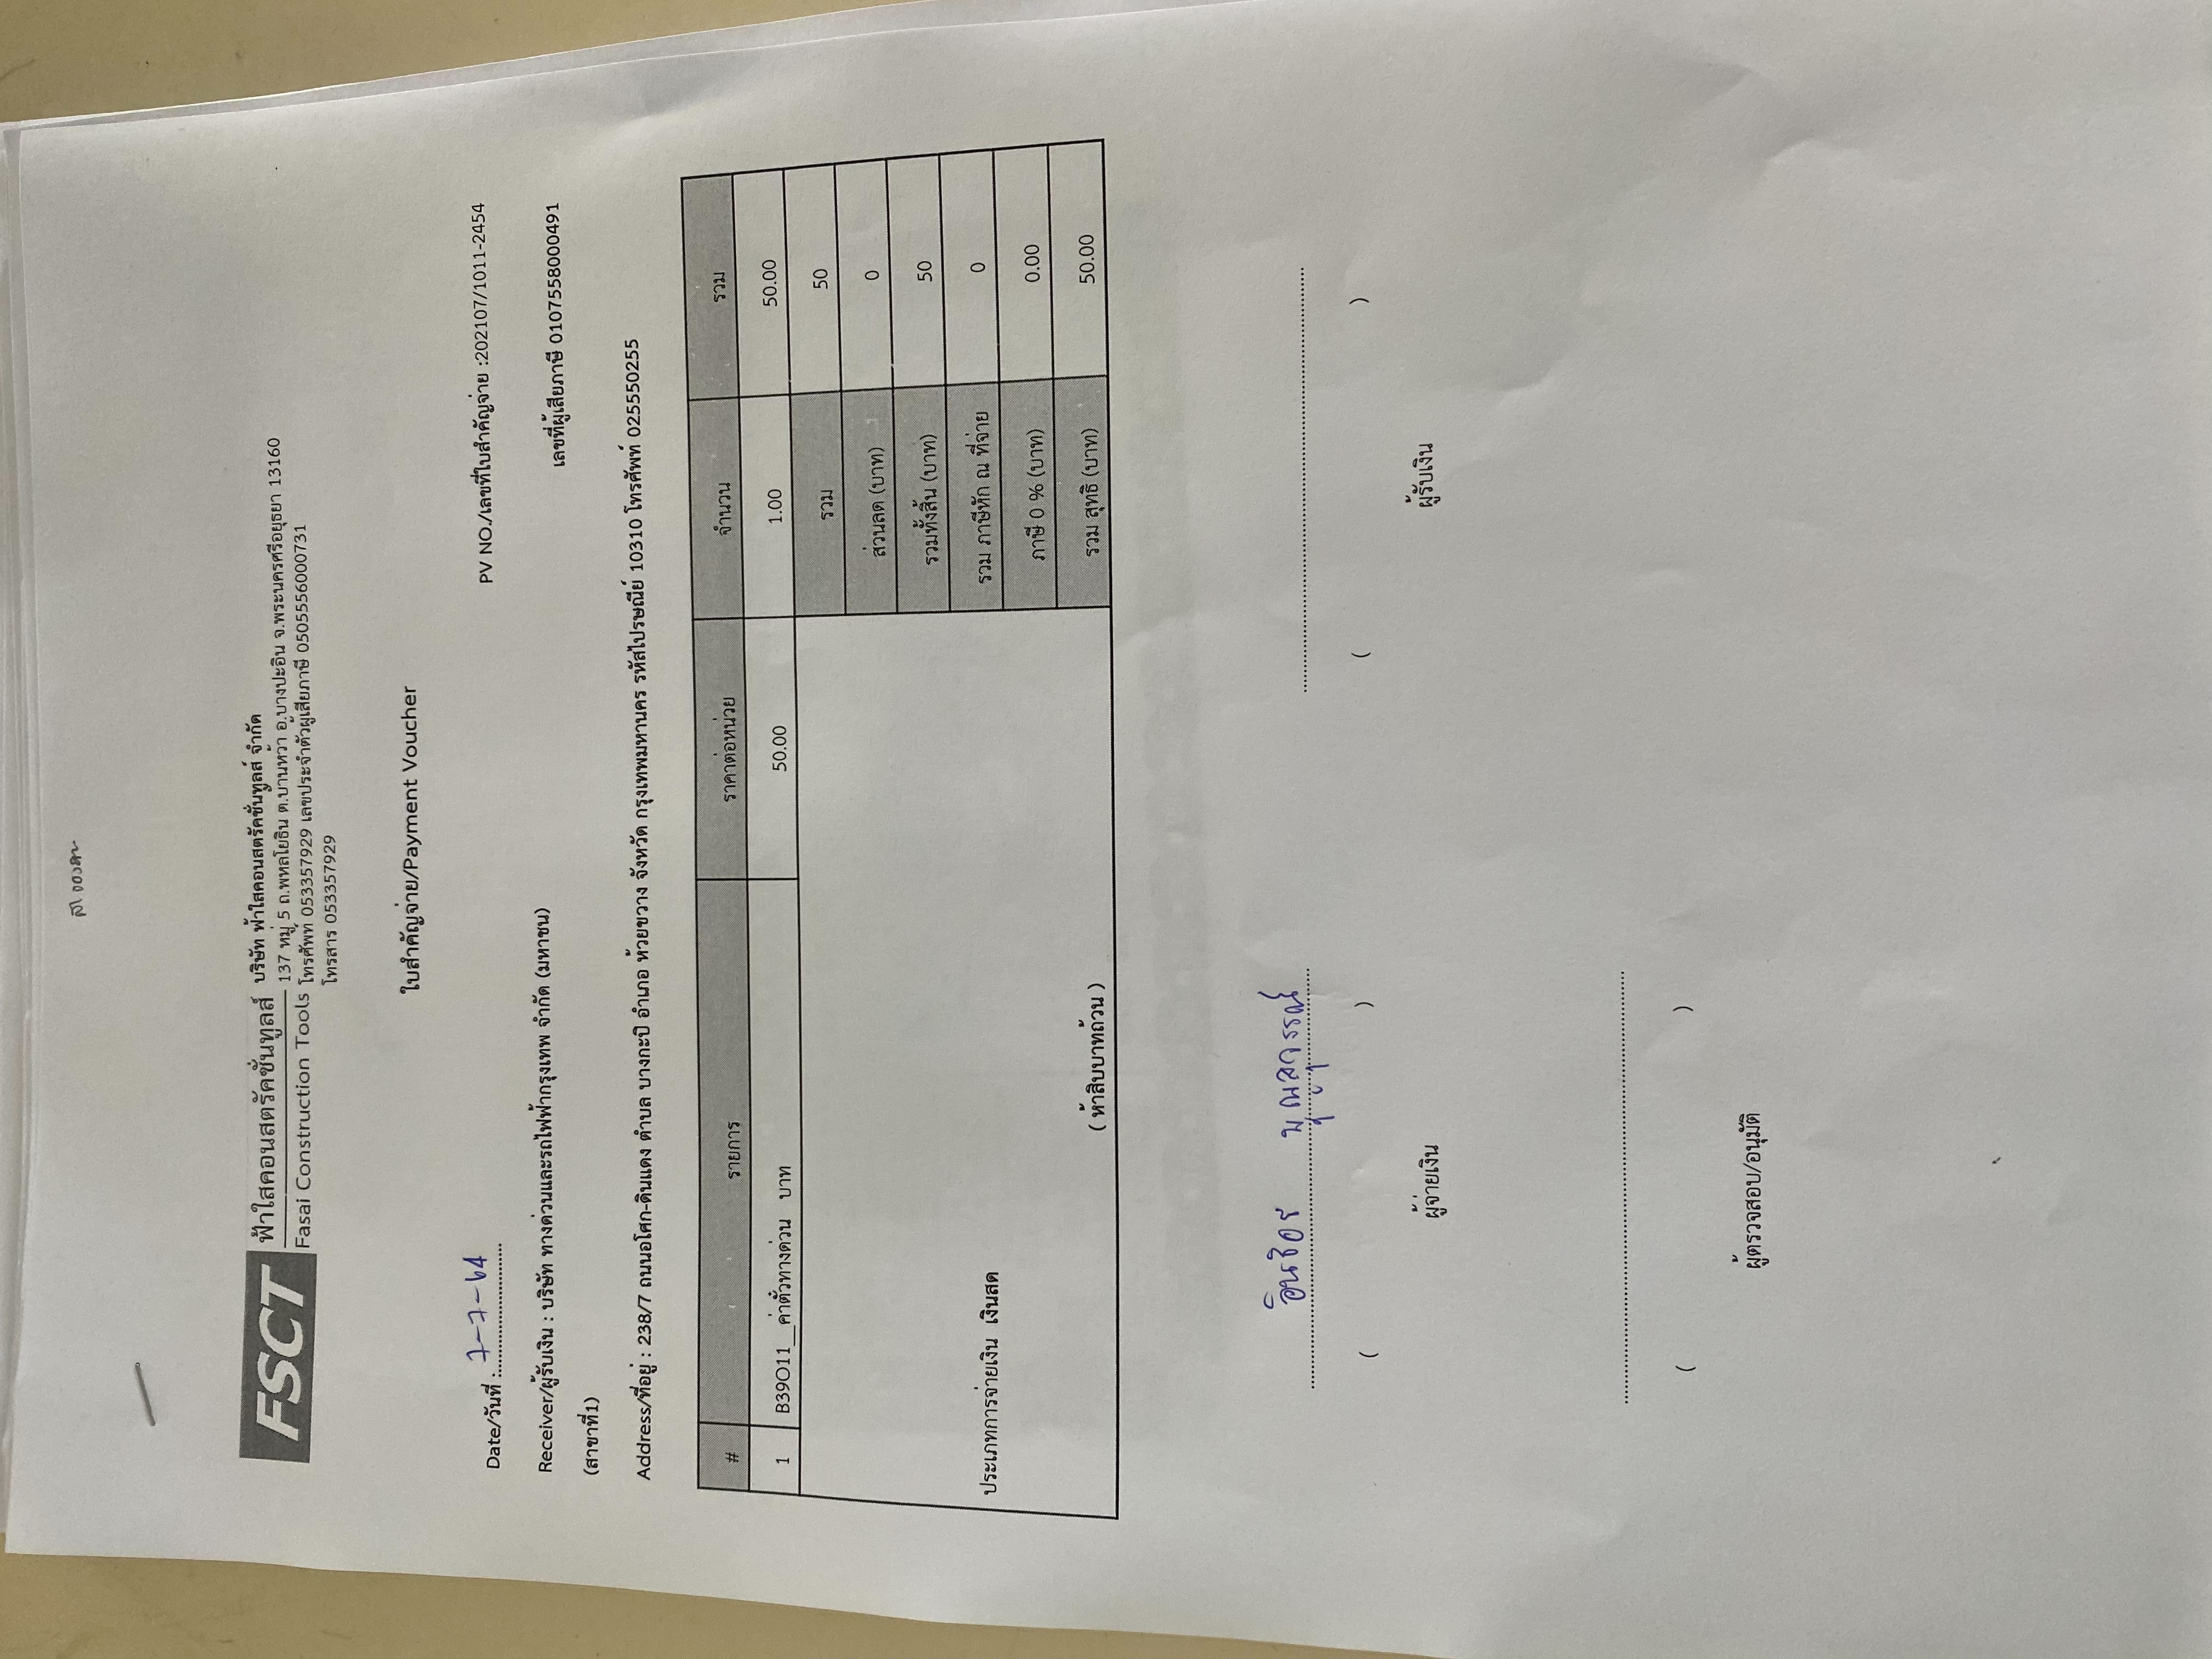 FSCT
ฟ้าใสคอนสตรัคชั่นทูลส์
Fasai Construction Tools
บริษัท ฟ้าใสคอนสตรัคชั่นทูลส์ จำกัด
137 หมู่ 5 ถ.พหลโยธิน ต.บ้านหว้า อ.บางปะอิน จ.พระนครศรีอยุธยา 13160
โทรศัพท์ 053357929 เลขประจำตัวผู้เสียภาษี 0505556000731
โทรสาร 053357929
ใบสำคัญจ่าย/Payment Voucher
Date/วันที่ : 7-7-64
PV NO./เลขที่ใบสำคัญจ่าย :202107/1011-2454
Receiver/ผู้รับเงิน : บริษัท ทางด่วนและรถไฟฟ้ากรุงเทพ จำกัด (มหาชน)
เลขที่ผู้เสียภาษี 0107558000491
(สาขาที่1)
Address/ที่อยู่ : 238/7 ถนนอโศก-ดินแดง ตำบล บางกะปิ อำเภอ ห้วยขวาง จังหวัด กรุงเทพมหานคร รหัสไปรษณีย์ 10310 โทรศัพท์ 025550255
# รายการ ราคาต่อหน่วย จำนวน รวม
1 B39O11__ค่าตั๋วทางด่วน บาท 50.00 1.00 50.00
รวม 50
ส่วนลด (บาท) 0
รวมทั้งสิ้น (บาท) 50
รวม ภาษีหัก ณ ที่จ่าย 0
ประเภทการจ่ายเงิน เงินสด
ภาษี 0 % (บาท) 0.00
( ห้าสิบบาทถ้วน )
รวม สุทธิ (บาท) 50.00
( )
( )
ผู้จ่ายเงิน
ผู้รับเงิน
( )
ผู้ตรวจสอบ/อนุมัติ